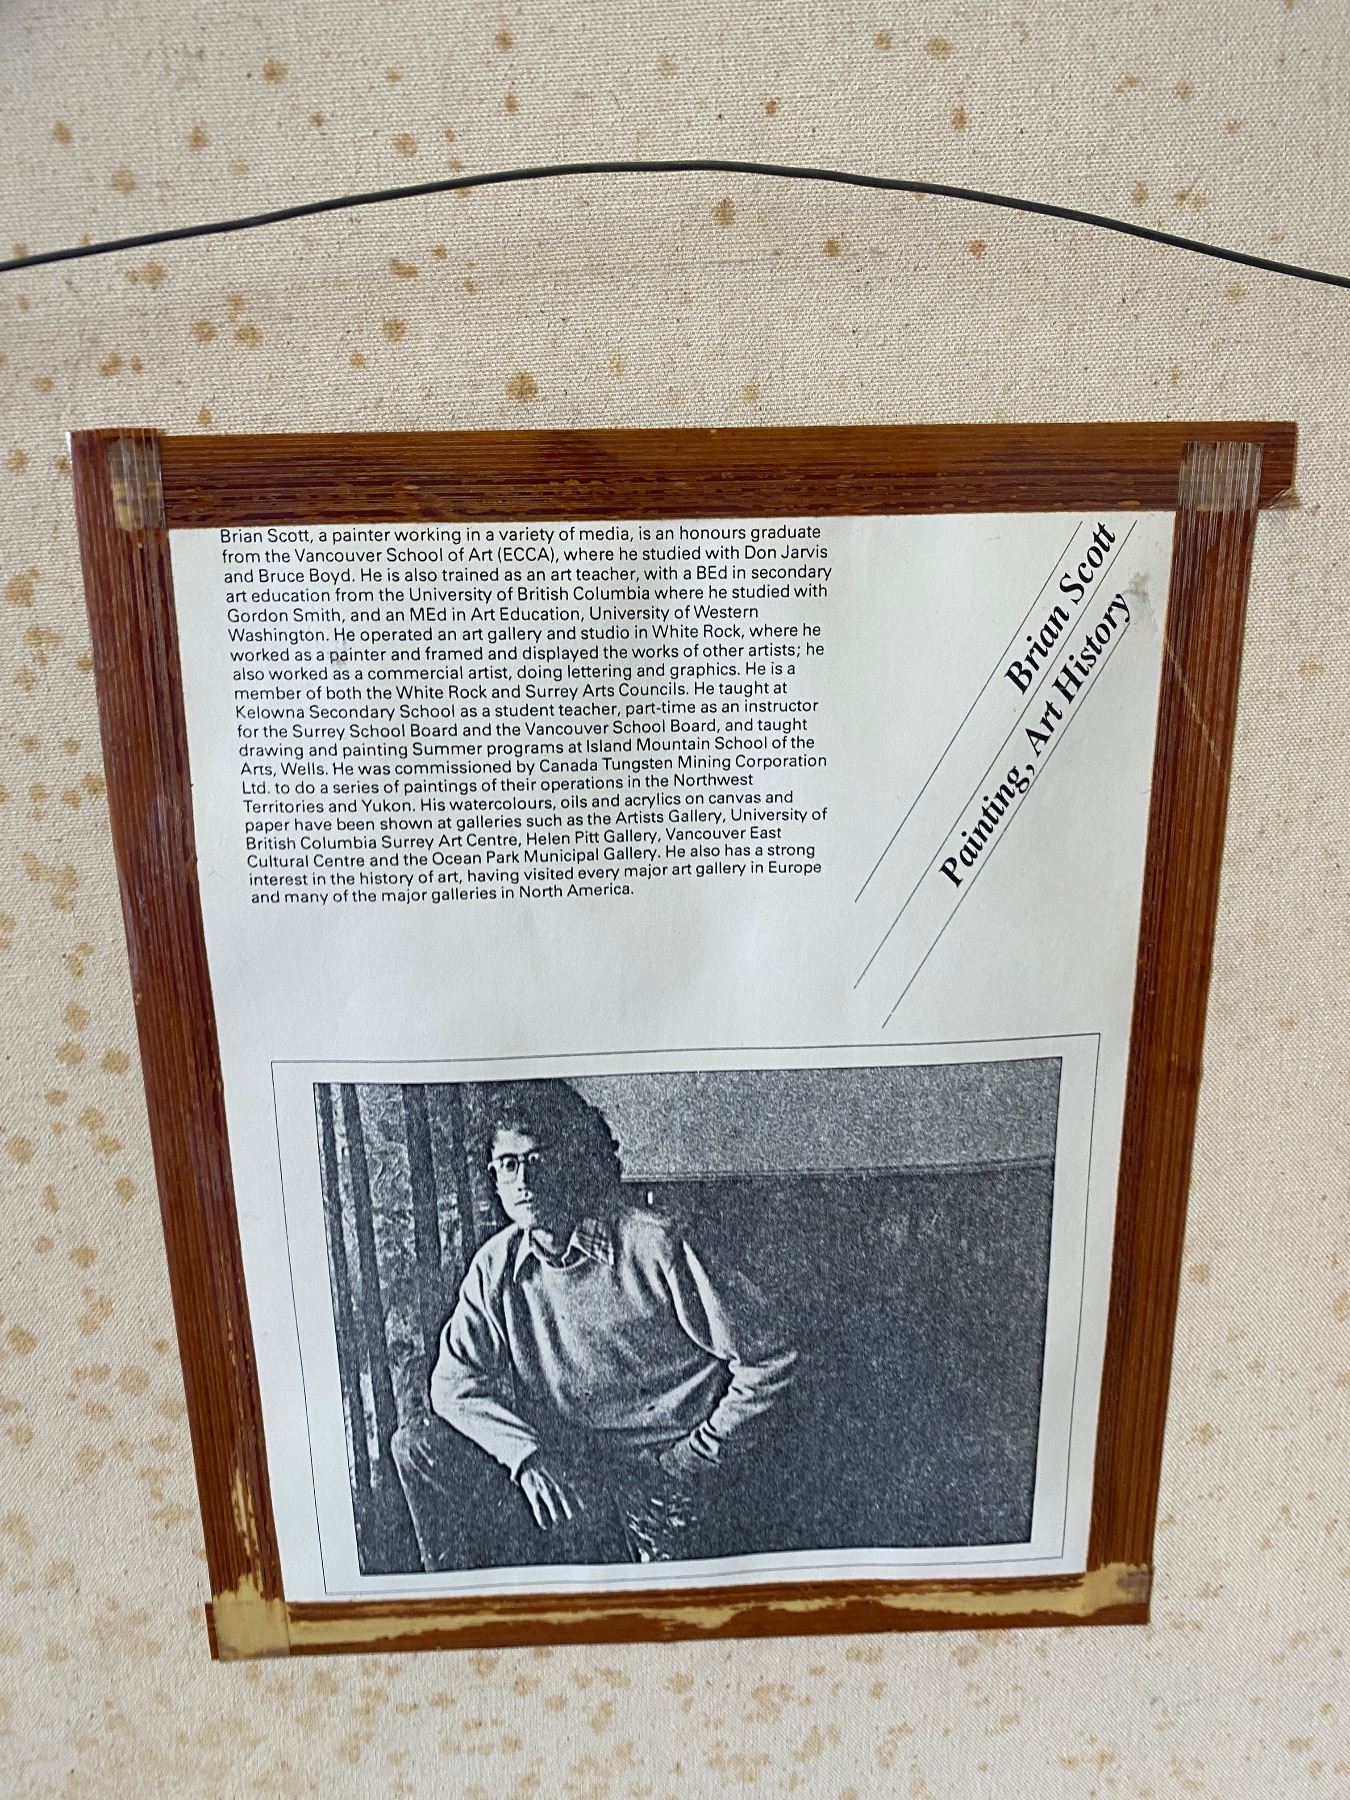 Brian Scott, a painter working in a variety of media, is an honours graduate
from the Vancouver School of Art (ECCA), where he studied with Don Jarvis
and Bruce Boyd. He is also trained as an art teacher, with a BEd in secondary
art education from the University of British Columbia where he studied with
Gordon Smith, and an MEd in Art Education, University of Western
Washington. He operated an art gallery and studio in White Rock, where he
worked as a painter and framed and displayed the works of other artists; he
also worked as a commercial artist, doing lettering and graphics. He is a
member of both the White Rock and Surrey Arts Councils. He taught at
Kelowna Secondary School as a student teacher, part-time as an instructor
for the Surrey School Board and the Vancouver School Board, and taught
drawing and painting Summer programs at Island Mountain School of the
Arts, Wells. He was commissioned by Canada Tungsten Mining Corporation
Ltd. to do a series of paintings of their operations in the Northwest
Territories and Yukon. His watercolours, oils and acrylics on canvas and
paper have been shown at galleries such as the Artists Gallery, University of
British Columbia Surrey Art Centre, Helen Pitt Gallery, Vancouver East
Cultural Centre and the Ocean Park Municipal Gallery. He also has a strong
interest in the history of art, having visited every major art gallery in Europe
and many of the major galleries in North America.
Brian Scott
Painting, Art History